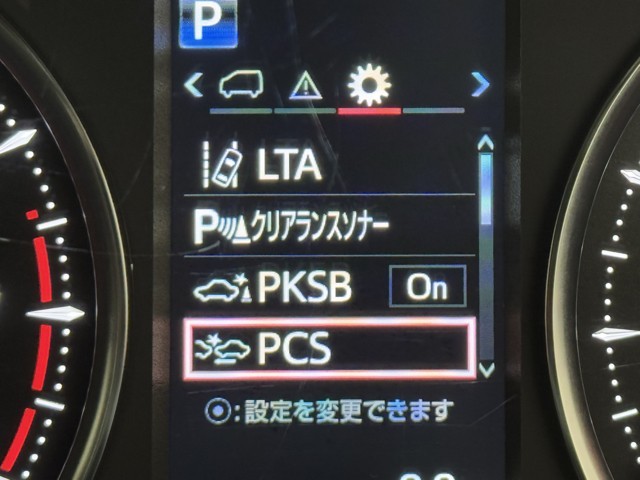 P
LTA
Pクリアランスソナー
PKSB On
PCS
:設定を変更できます